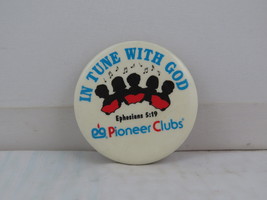 IN TUNE WITH GOD
Ephesians 5:19
Pioneer Clubs®